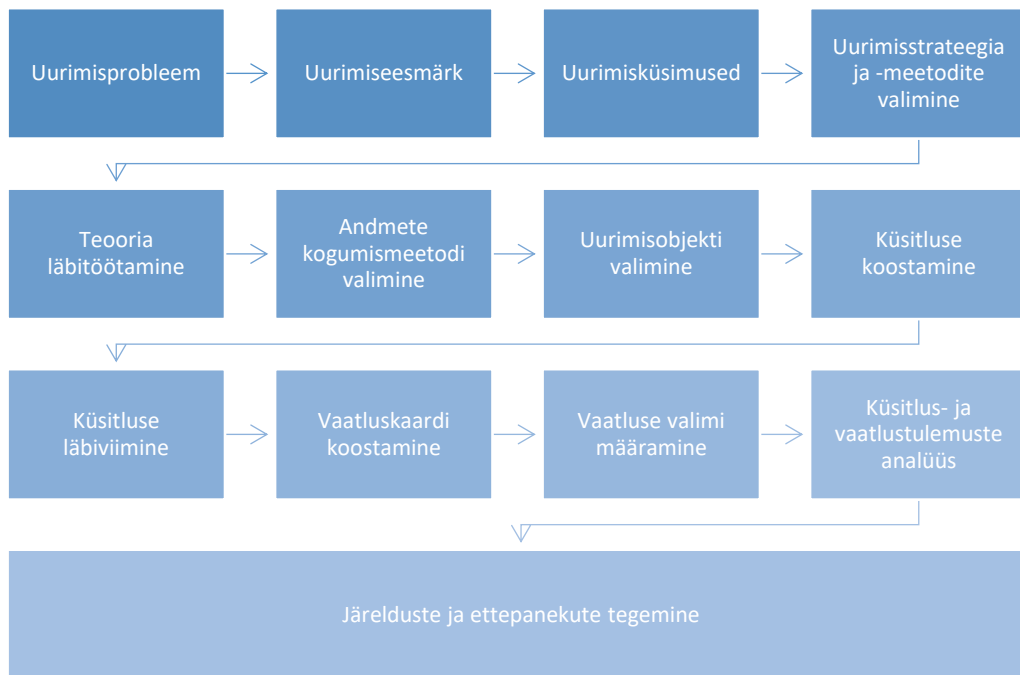 Uurimisprobleem
Uurimiseesmärk
Uurimisküsimused
Uurimisstrateegia
ja -meetodite
valimine
Teooria
läbitöötamine
Andmete
kogumismeetodi
valimine
Uurimisobjekti
valimine
Küsitluse
koostamine
Küsitluse
läbiviimine
Vaatluskaardi
koostamine
Vaatluse valimi
määramine
Küsitlus- ja
vaatlustulemuste
analüüs
Järelduste ja ettepanekute tegemine